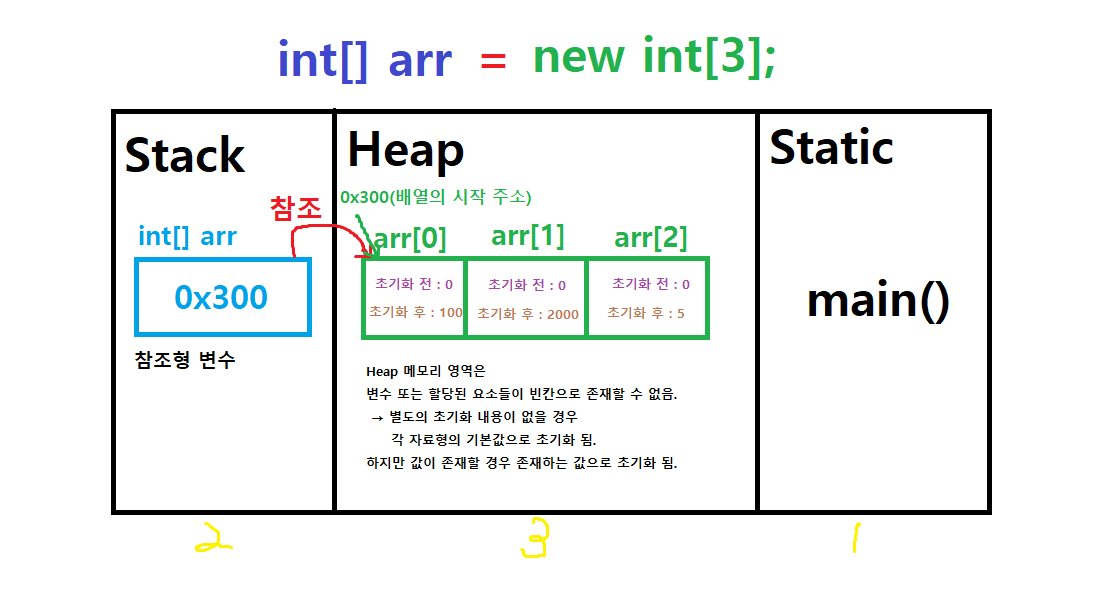 int[] arr = new int[3];
Stack
Heap
Static
0x300(배열의 시작 주소)
참조
int[] arr
arr[0]
arr[1]
arr[2]
0x300
초기화 전 : 0
초기화 전 : 0
초기화 전 : 0
초기화 후 : 100
초기화 후 : 2000
초기화 후 : 5
main()
참조형 변수
Heap 메모리 영역은
변수 또는 할당된 요소들이 빈칸으로 존재할 수 없음.
→ 별도의 초기화 내용이 없을 경우
각 자료형의 기본값으로 초기화 됨.
하지만 값이 존재할 경우 존재하는 값으로 초기화 됨.
2
3
1